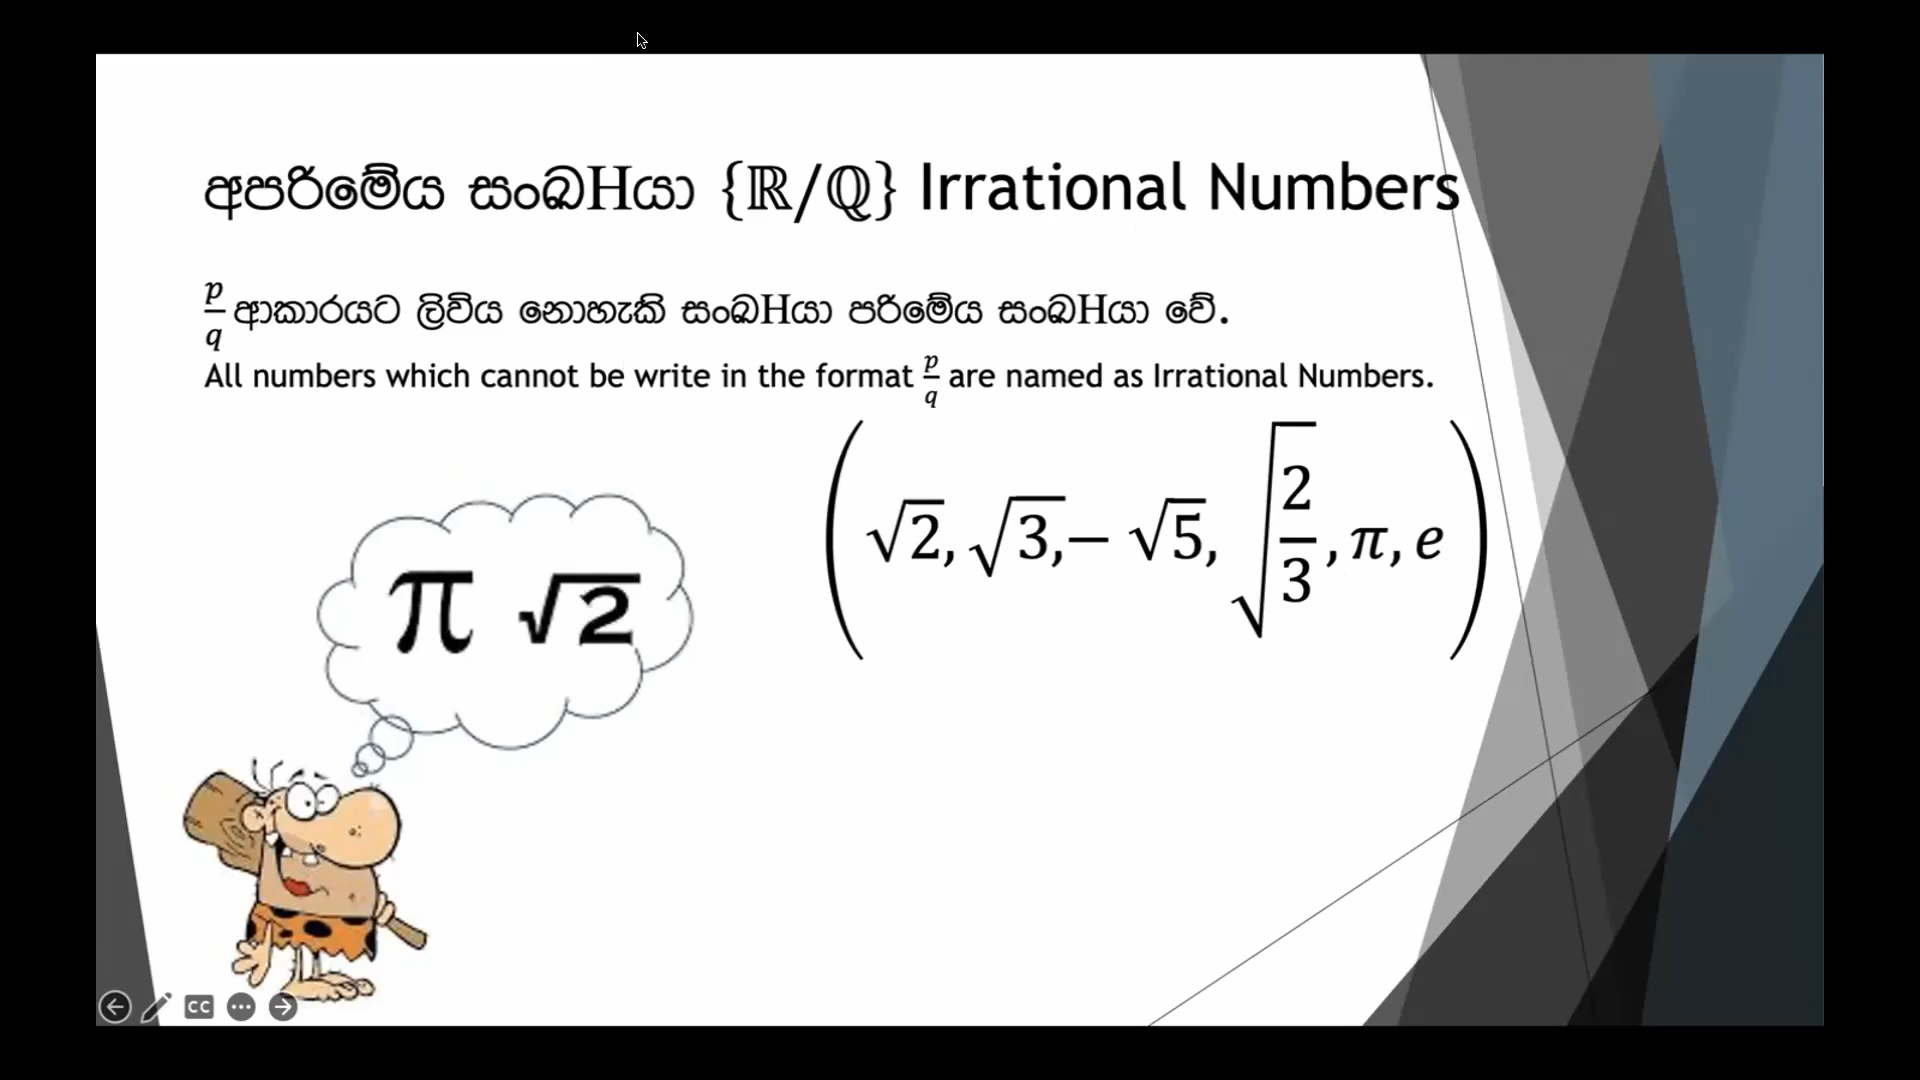 අපරිමේය සංඛHයා {ℝ/ℚ} Irrational Numbers
p/q ආකාරයට ලිවිය නොහැකි සංඛHයා පරිමේය සංඛHයා වේ.
All numbers which cannot be write in the format p/q are named as Irrational Numbers.
(√2, √3, − √5, √(2/3), π, e)
π √2
CC